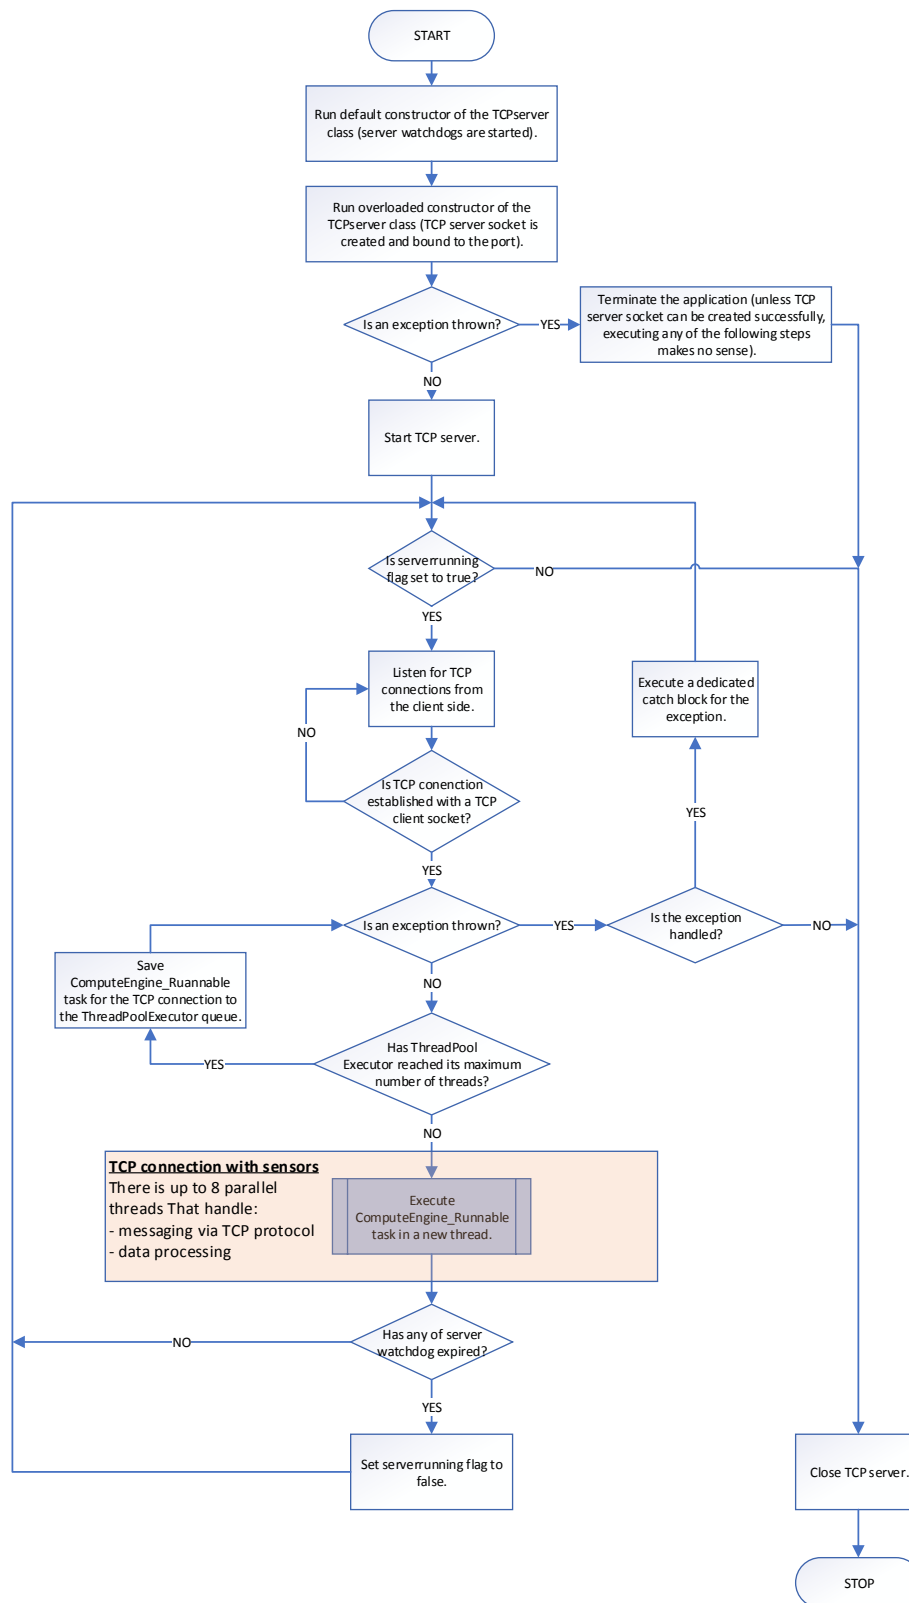 START
Run default constructor of the TCPserver
class (server watchdogs are started).
Run overloaded constructor of the
TCPserver class (TCP server socket is
created and bound to the port).
Is an exception thrown?
YES
Terminate the application (unless TCP
server socket can be created successfully,
executing any of the following steps
makes no sense).
NO
Start TCP server.
Is serverrunning
flag set to true?
NO
YES
Listen for TCP
connections from
the client side.
Execute a dedicated
catch block for the
exception.
NO
Is TCP conenction
established with a TCP
client socket?
YES
YES
Is an exception thrown?
YES
Is the exception
handled?
NO
Save
ComputeEngine_Ruannable
task for the TCP connection to
the ThreadPoolExecutor queue.
NO
Has ThreadPool
Executor reached its maximum
number of threads?
YES
NO
TCP connection with sensors
There is up to 8 parallel
threads That handle:
- messaging via TCP protocol
- data processing
Execute
ComputeEngine_Runnable
task in a new thread.
Has any of server
watchdog expired?
NO
YES
Set serverrunning flag to
false.
Close TCP server.
STOP